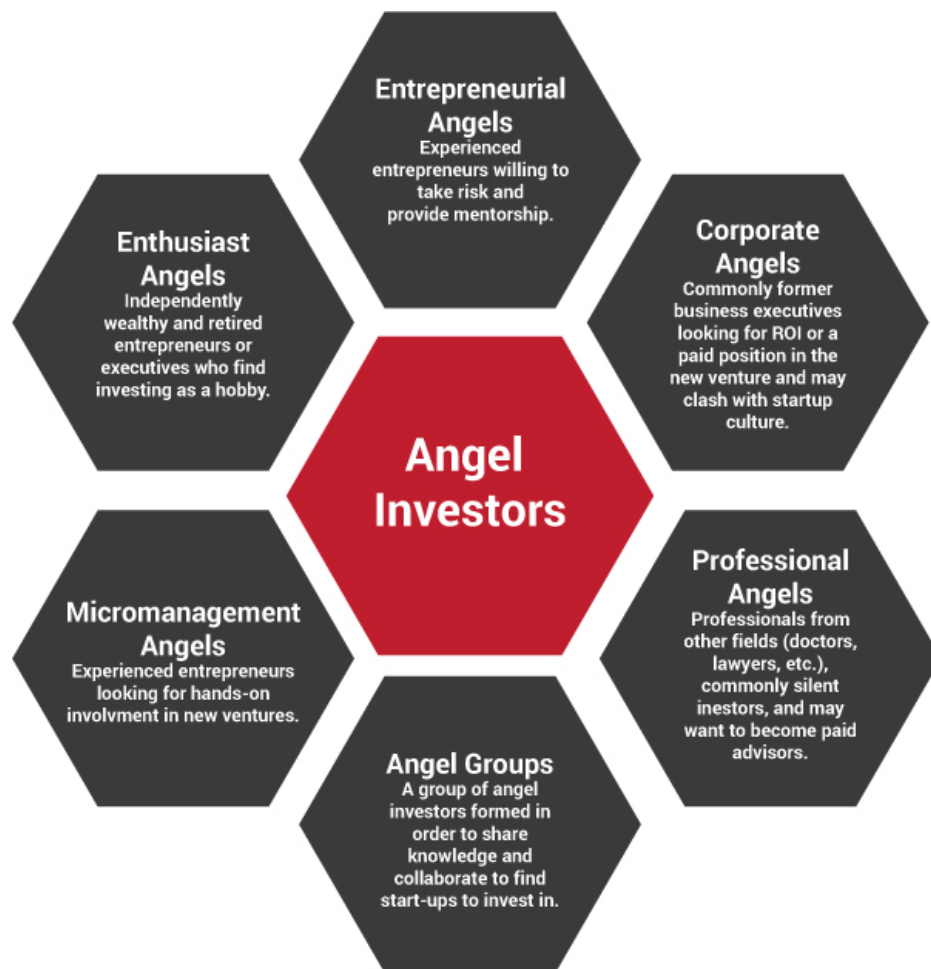 Entrepreneurial
Angels
Experienced
entrepreneurs willing to
take risk and
provide mentorship.
Enthusiast
Angels
Independently
wealthy and retired
entrepreneurs or
executives who find
investing as a hobby.
Corporate
Angels
Commonly former
business executives
looking for ROI or a
paid position in the
new venture and may
clash with startup
culture.
Angel
Investors
Micromanagement
Angels
Experienced entrepreneurs
looking for hands-on
involvment in new ventures.
Professional
Angels
Professionals from
other fields (doctors,
lawyers, etc.),
commonly silent
inestors, and may
want to become paid
advisors.
Angel Groups
A group of angel
investors formed in
order to share
knowledge and
collaborate to find
start-ups to invest in.